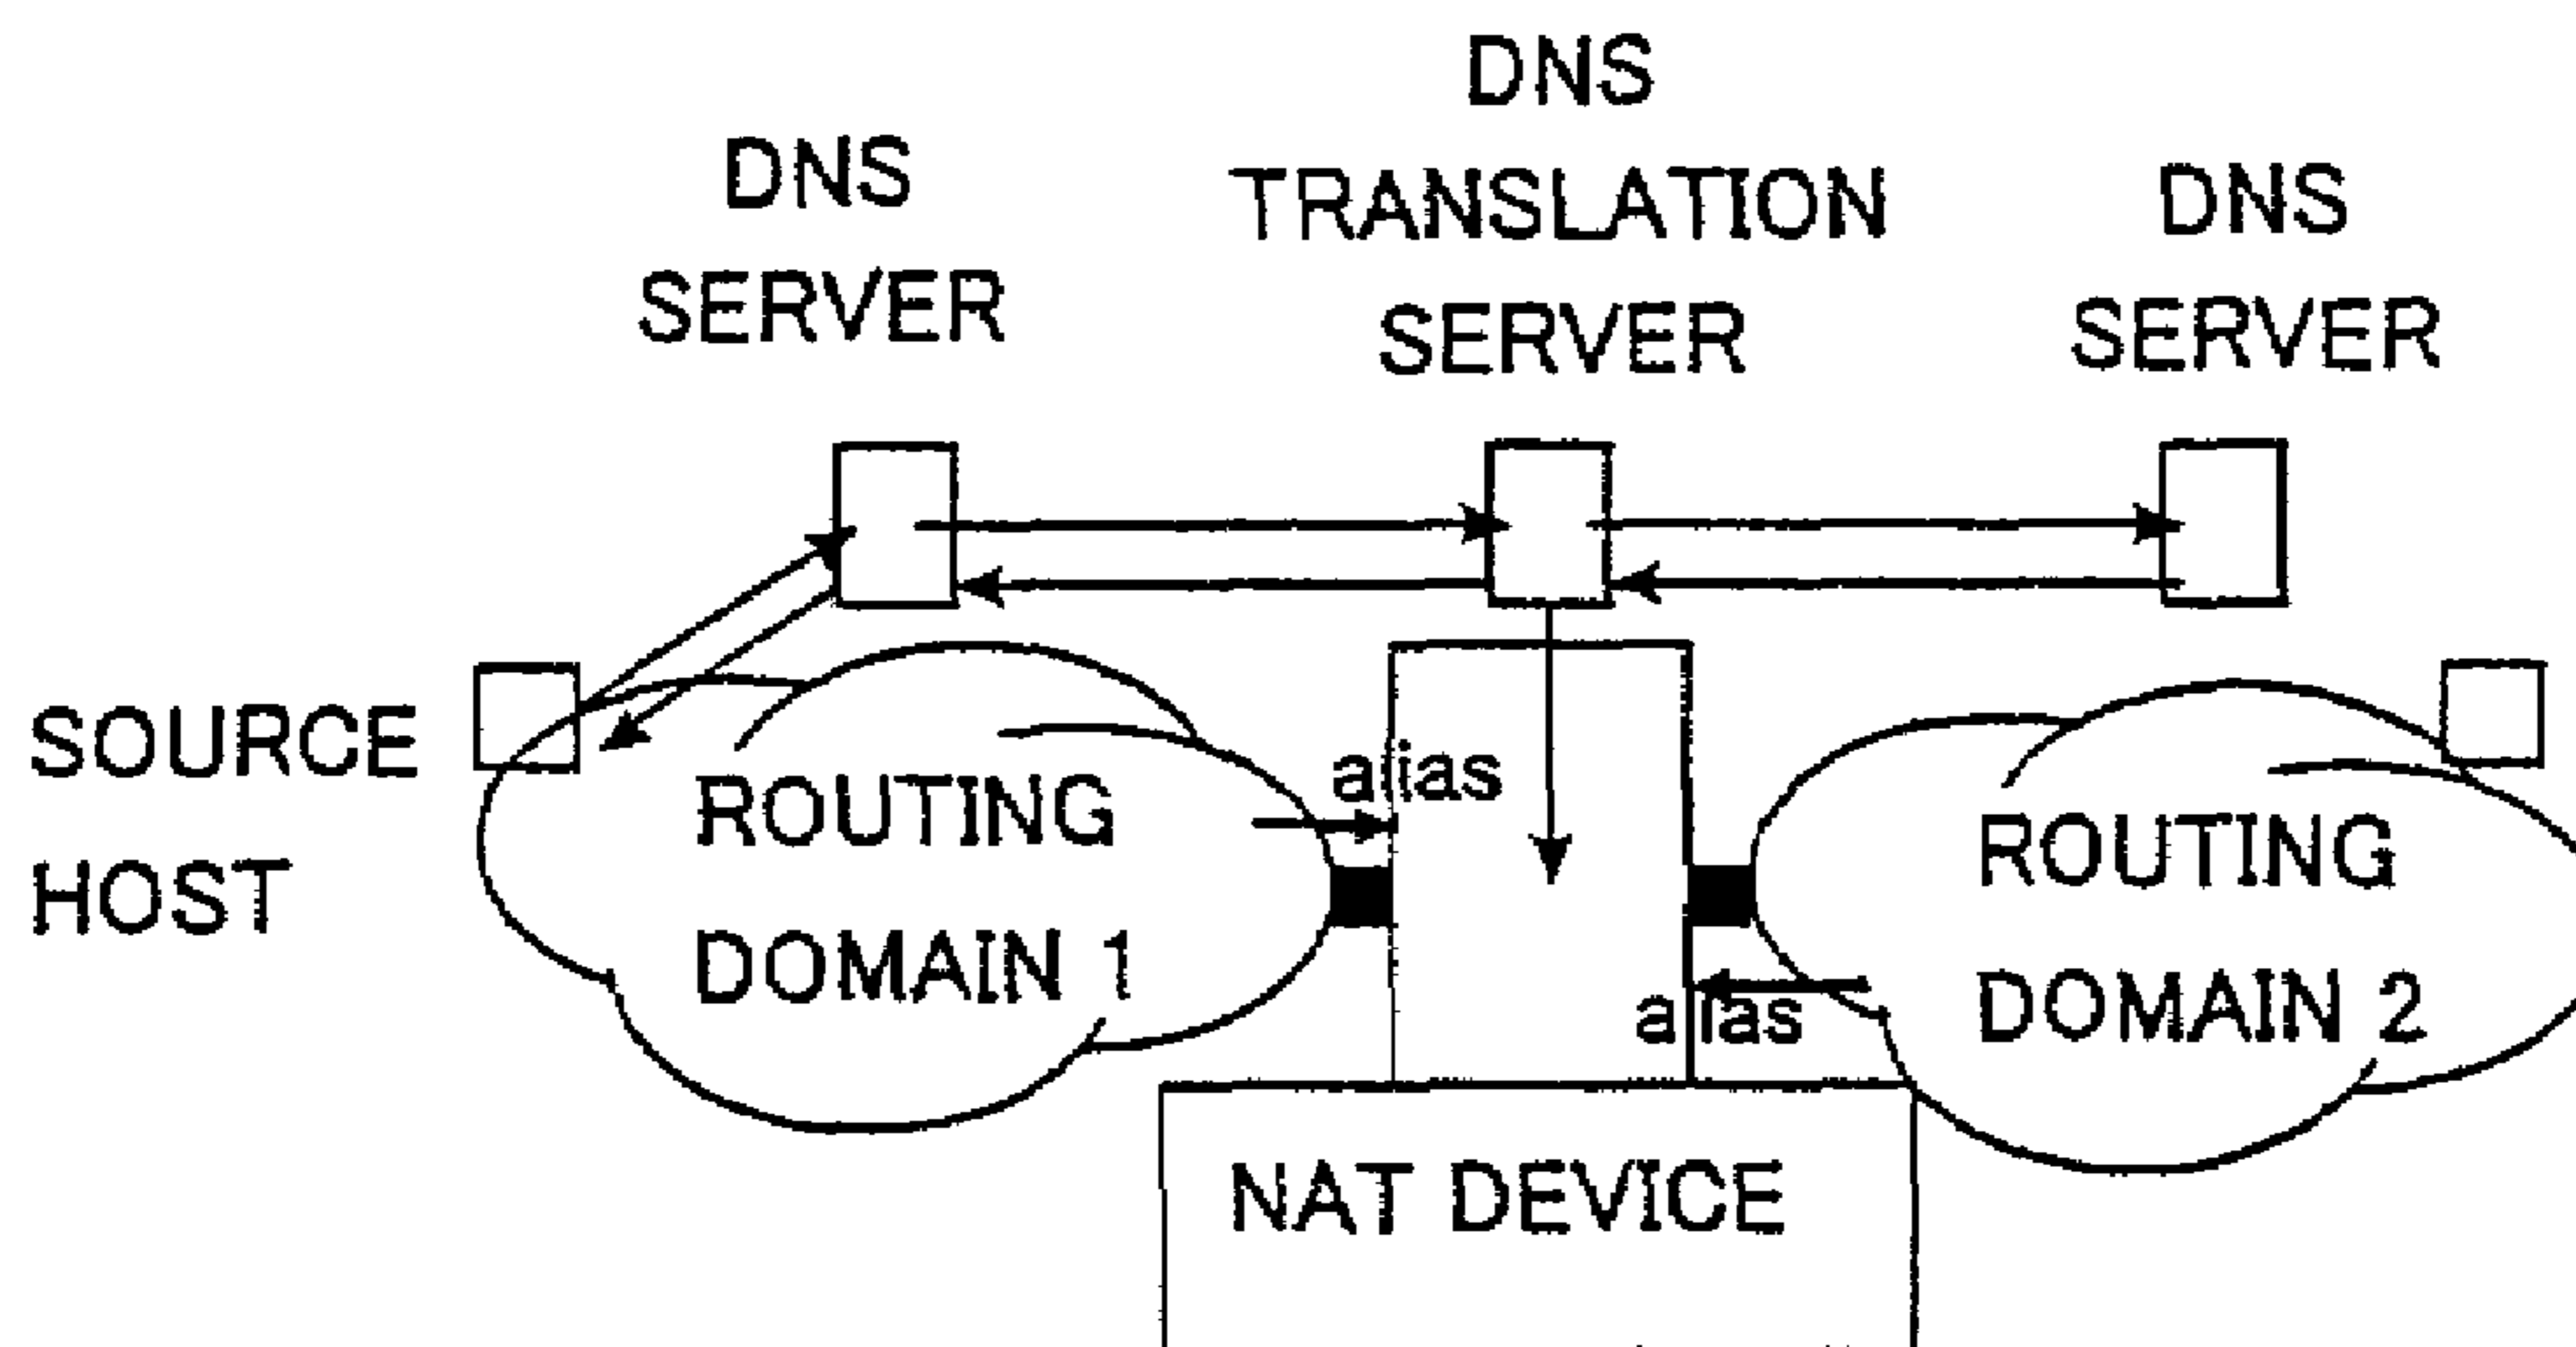 DNS
SERVER
DNS
TRANSLATION
SERVER
DNS
SERVER
SOURCE
HOST
ROUTING
DOMAIN 1
alias
alias
ROUTING
DOMAIN 2
NAT DEVICE